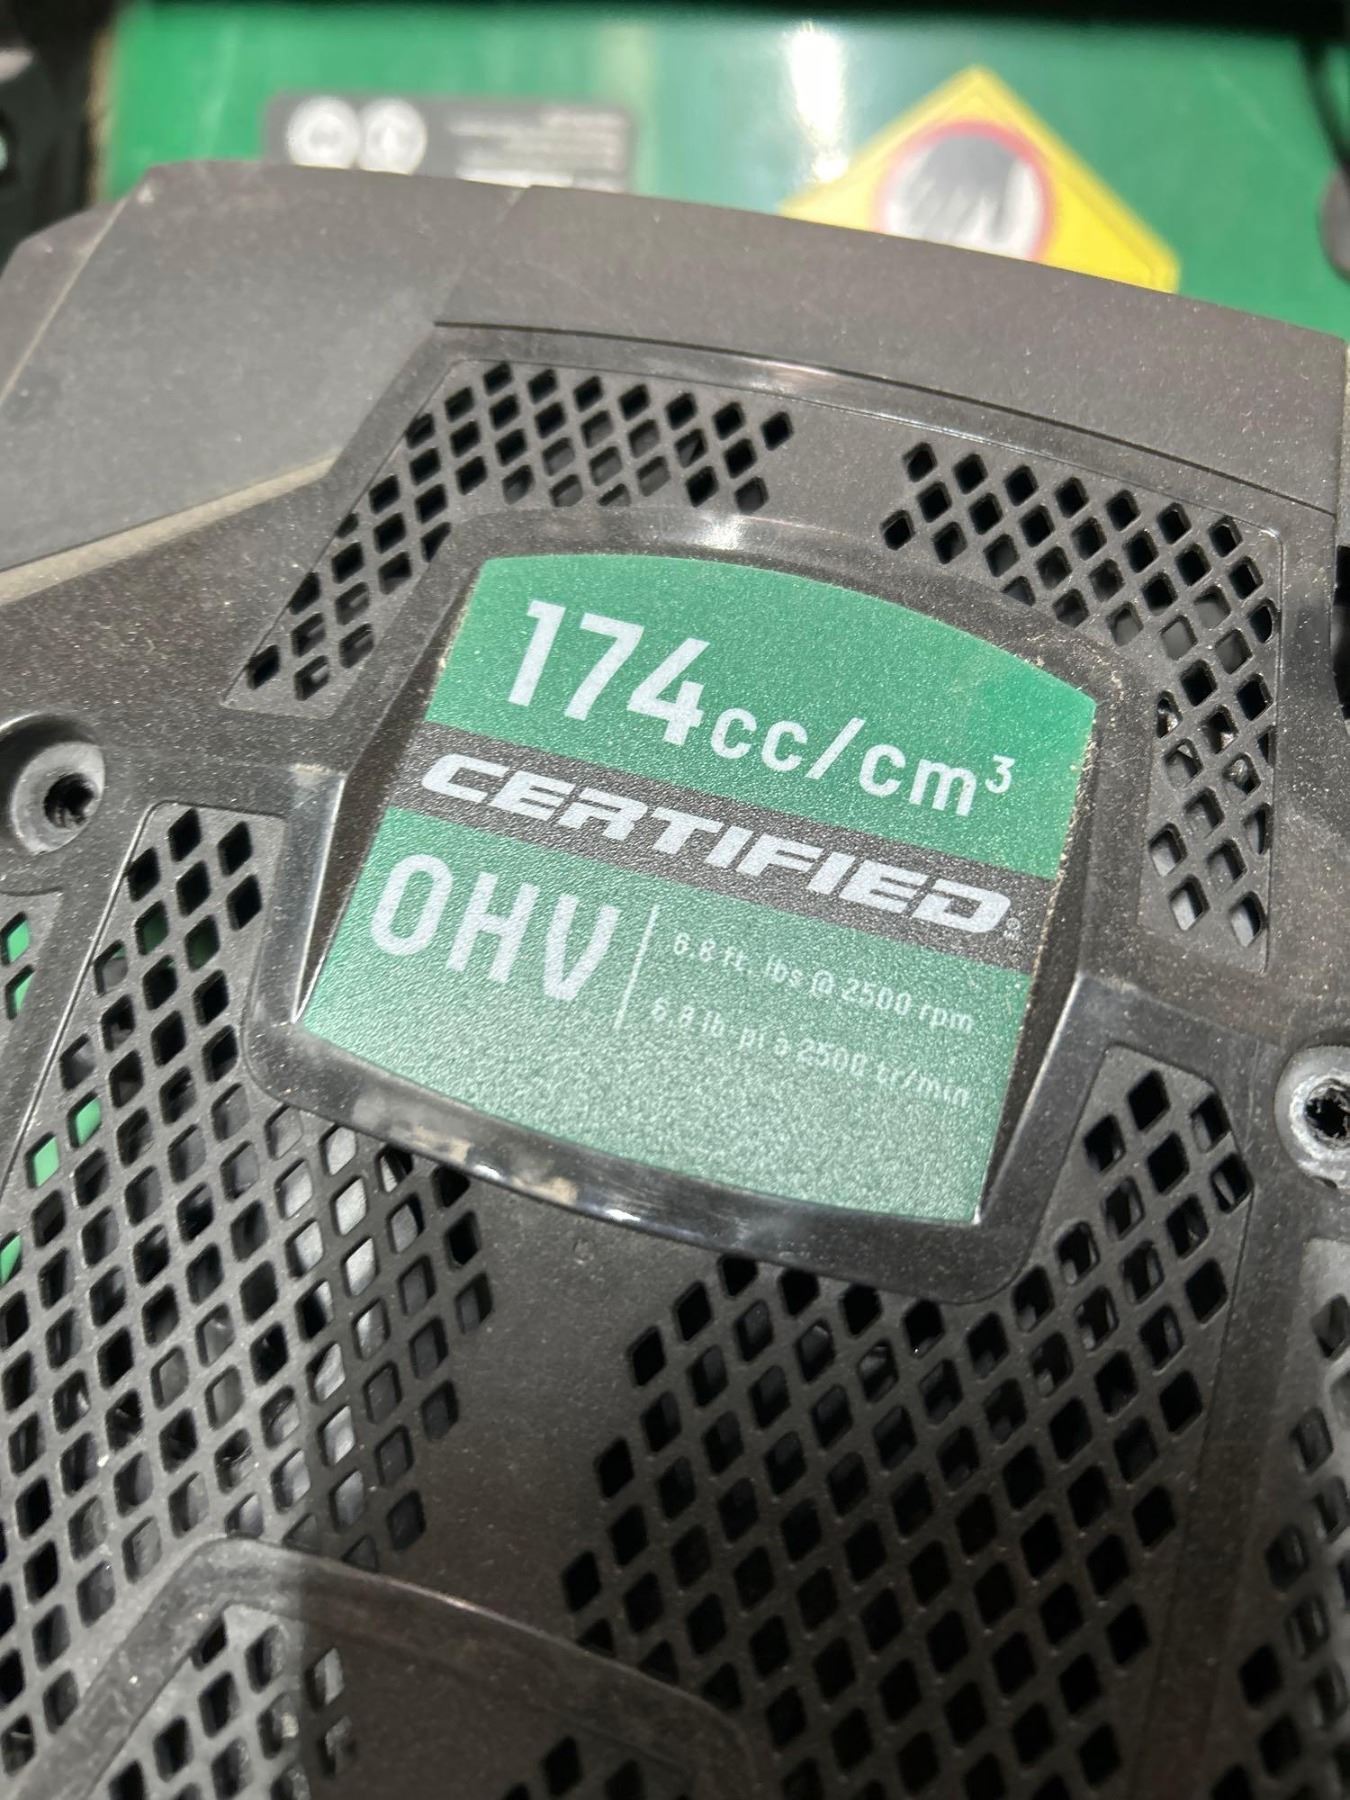 174cc/cm³
CERTIFIED®
OHV
6.8 ft. lbs @ 2500 rpm
6.8 lb pi à 2500 tr/min